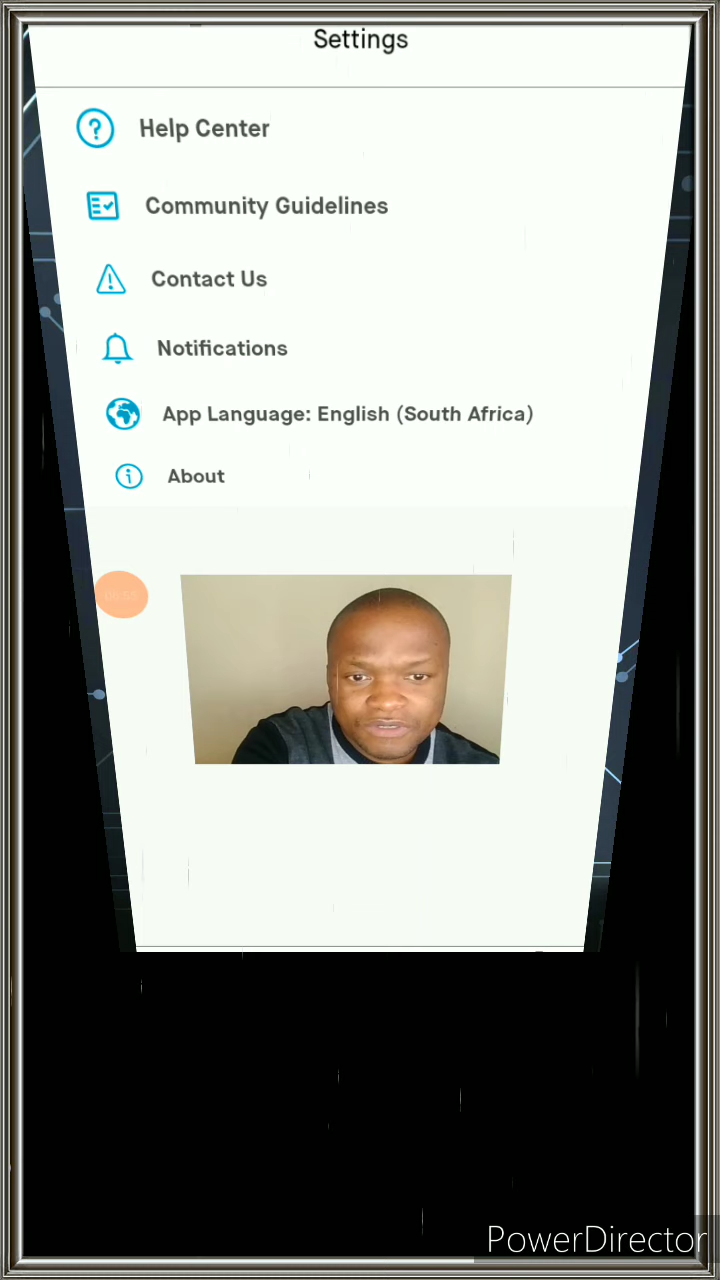 Settings
Help Center
Community Guidelines
Contact Us
Notifications
App Language: English (South Africa)
About
PowerDirector